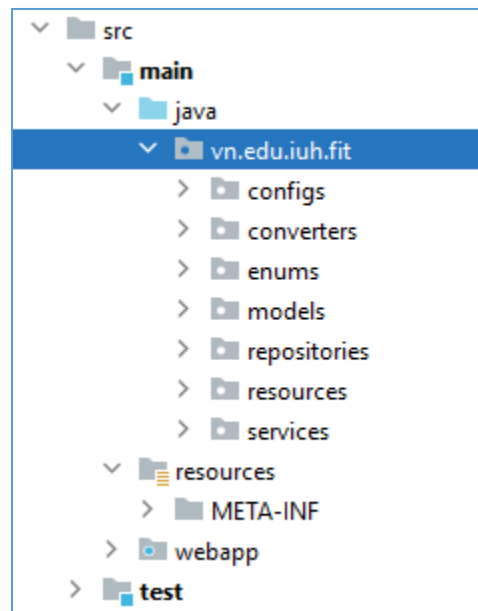 src
main
java
vn.edu.iuh.fit
configs
converters
enums
models
repositories
resources
services
resources
META-INF
webapp
test